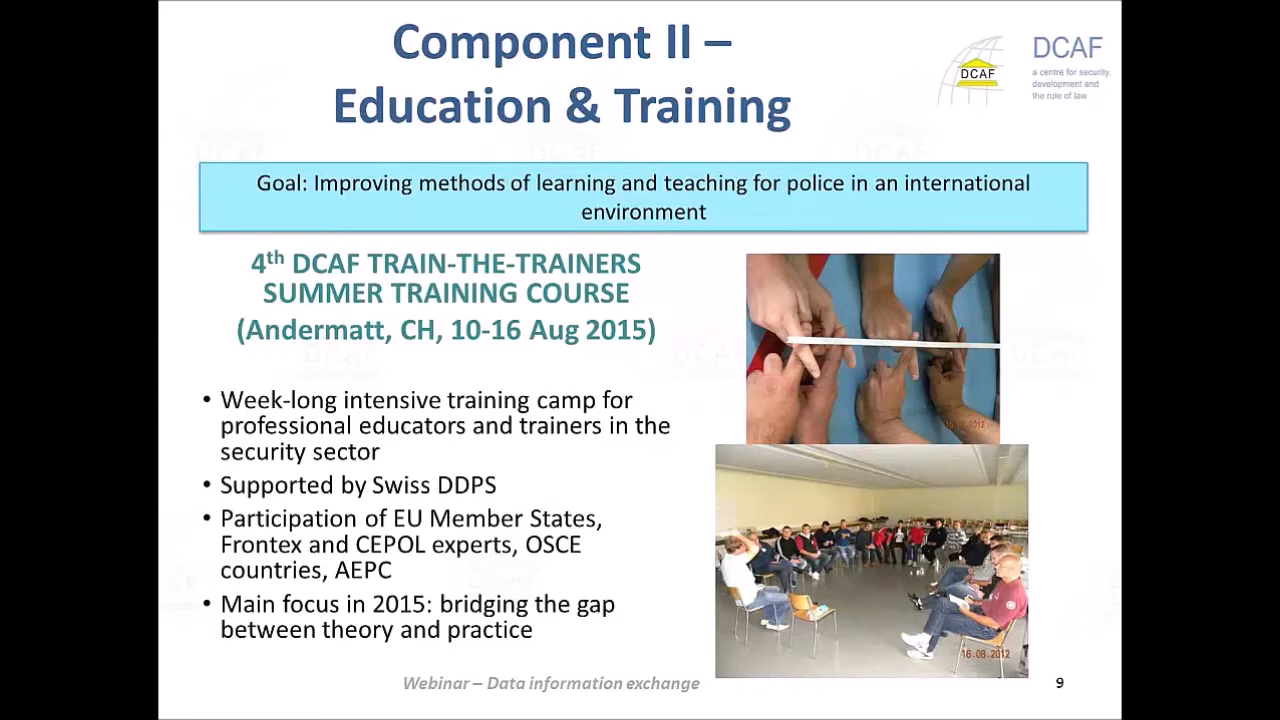 Component II –
Education & Training
DCAF
DCAF
a centre for security,
development and
the rule of law
Goal: Improving methods of learning and teaching for police in an international
environment
4th DCAF TRAIN-THE-TRAINERS
SUMMER TRAINING COURSE
(Andermatt, CH, 10-16 Aug 2015)
• Week-long intensive training camp for
professional educators and trainers in the
security sector
• Supported by Swiss DDPS
• Participation of EU Member States,
Frontex and CEPOL experts, OSCE
countries, AEPC
• Main focus in 2015: bridging the gap
between theory and practice
16.08.2012
Webinar – Data information exchange
9